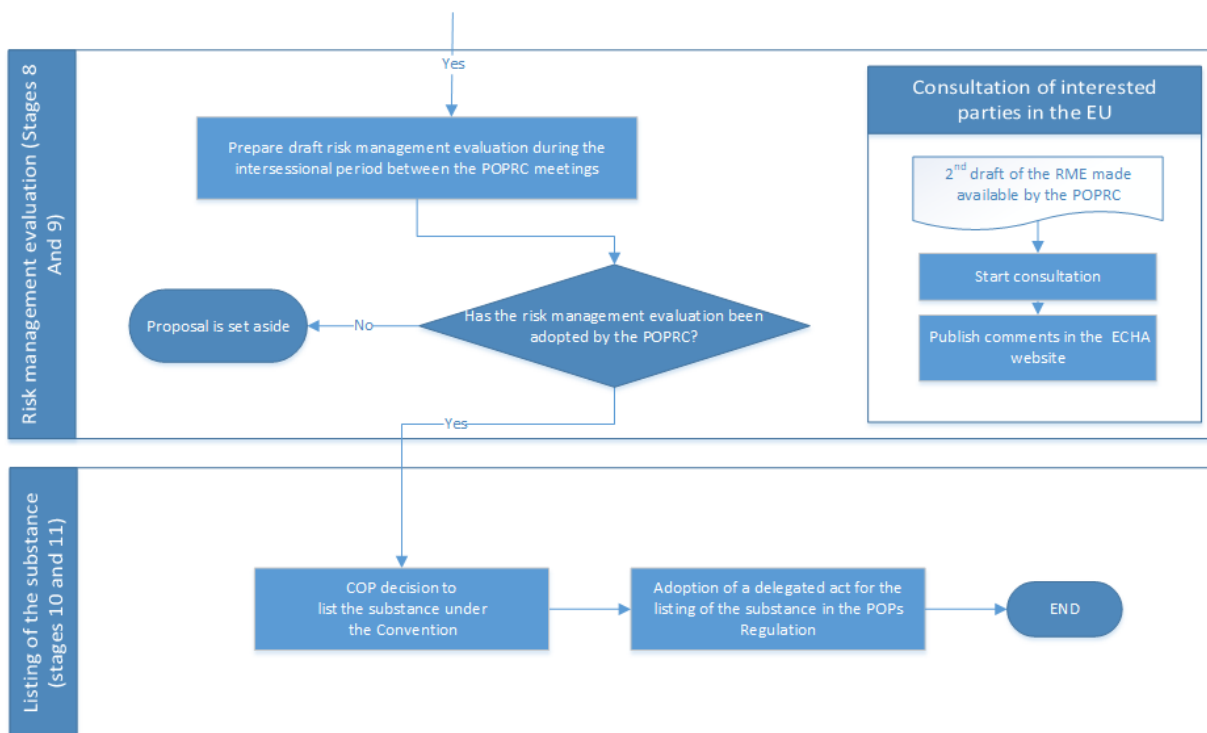 Yes
Risk management evaluation (Stages 8
And 9)
Prepare draft risk management evaluation during the
intersessional period between the POPRC meetings
Has the risk management evaluation been
adopted by the POPRC?
No
Proposal is set aside
Yes
Consultation of interested
parties in the EU
2nd draft of the RME made
available by the POPRC
Start consultation
Publish comments in the ECHA
website
Listing of the substance
(stages 10 and 11)
COP decision to
list the substance under
the Convention
Adoption of a delegated act for the
listing of the substance in the POPs
Regulation
END